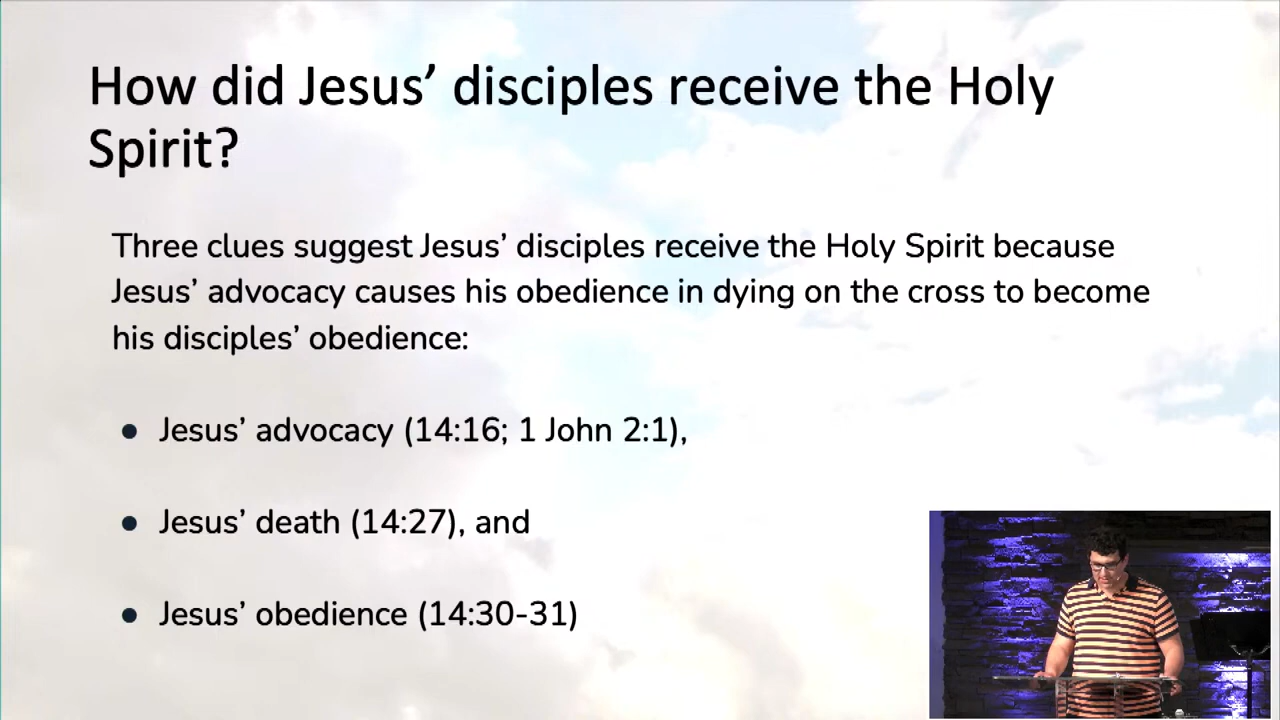 How did Jesus’ disciples receive the Holy
Spirit?
Three clues suggest Jesus’ disciples receive the Holy Spirit because
Jesus’ advocacy causes his obedience in dying on the cross to become
his disciples’ obedience:
● Jesus’ advocacy (14:16; 1 John 2:1),
● Jesus’ death (14:27), and
● Jesus’ obedience (14:30-31)